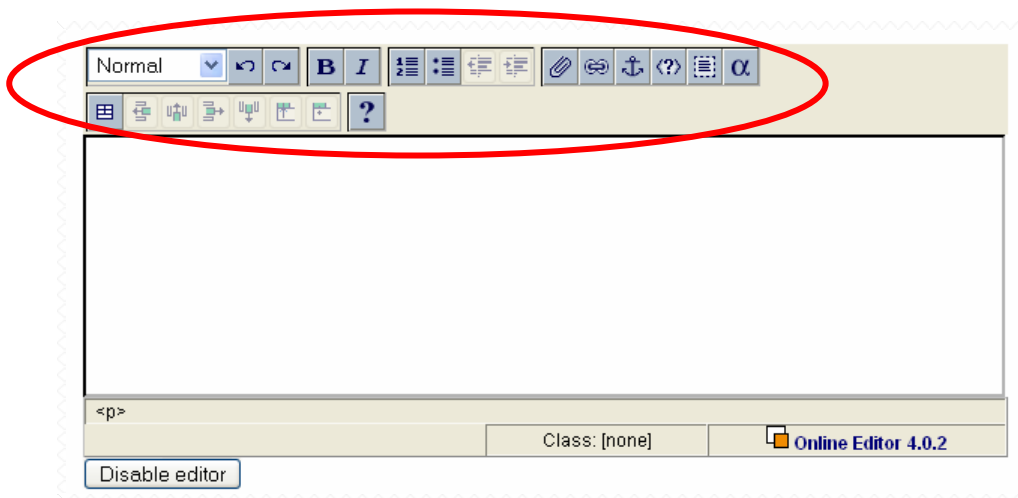 Normal B I <?> α
?
<p>
Class: [none] Online Editor 4.0.2
Disable editor